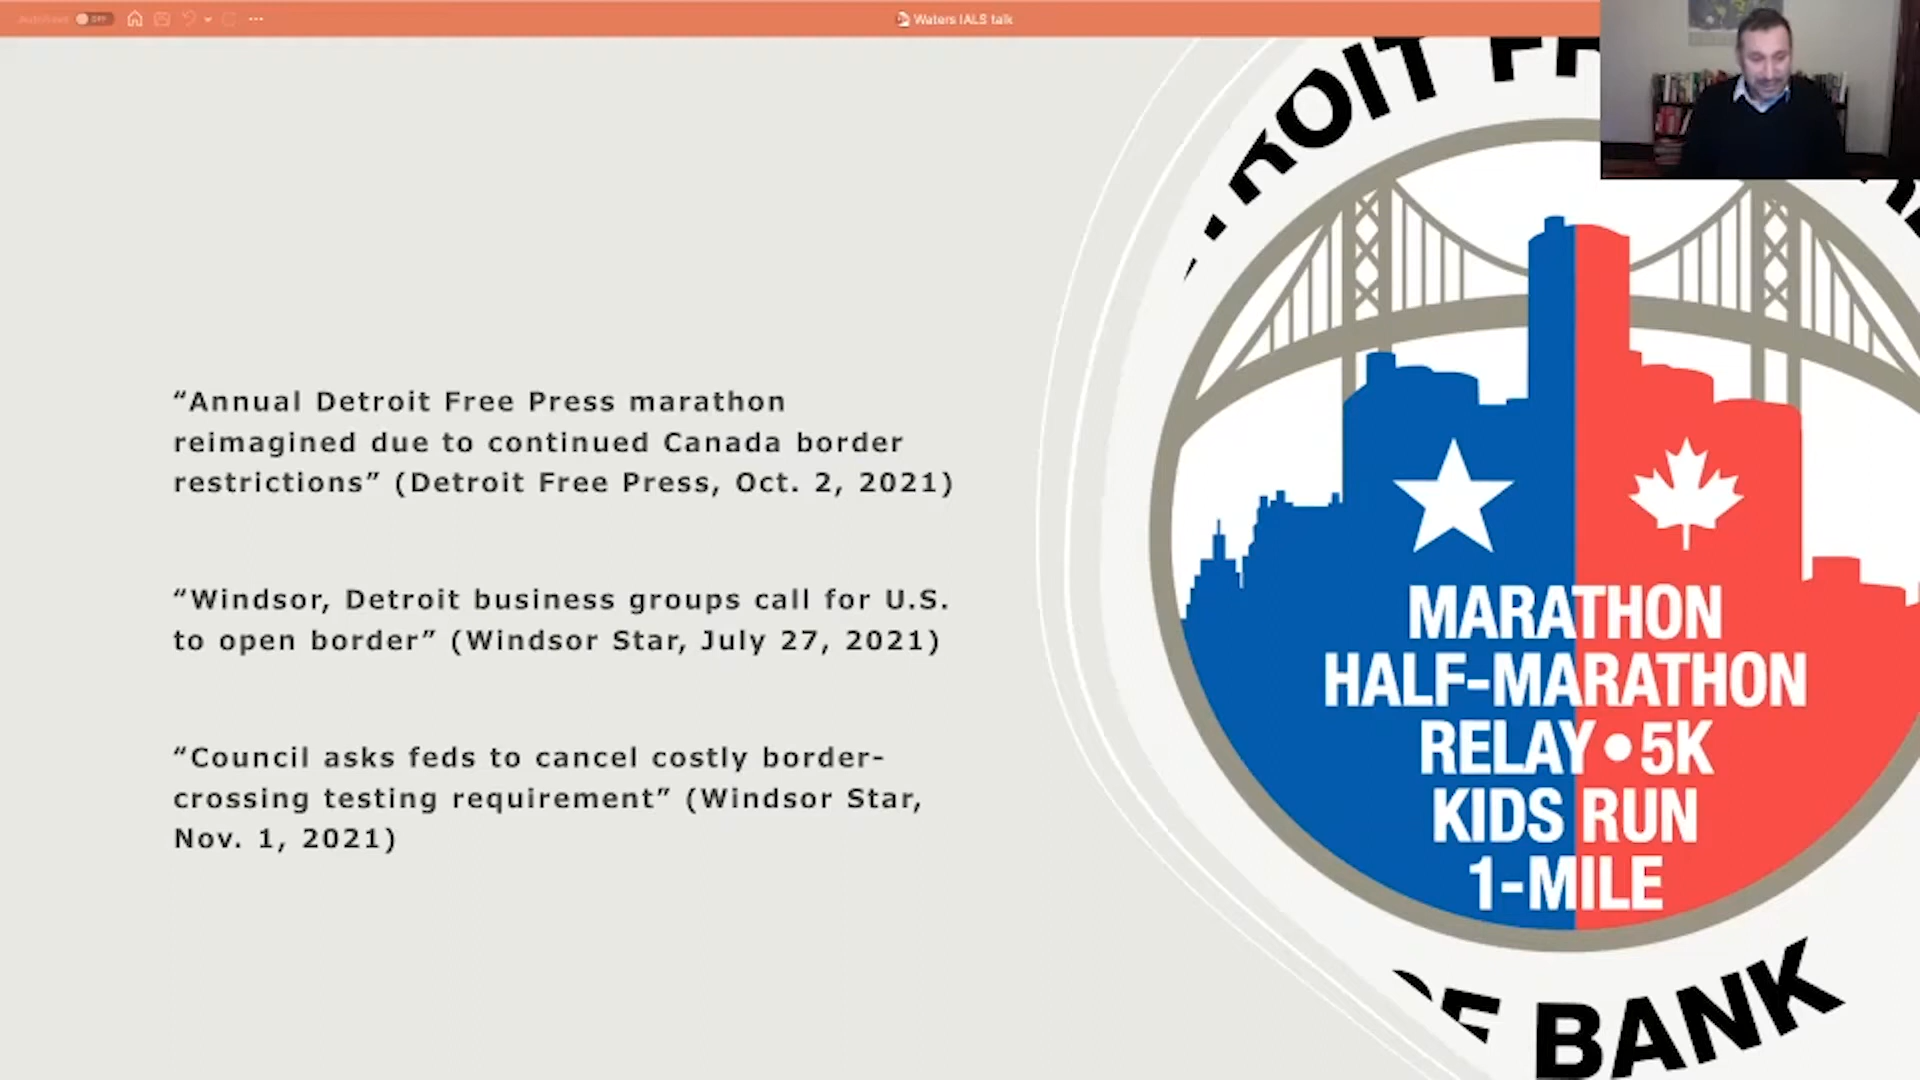 AutoSave OFF
Waters IALS talk
“Annual Detroit Free Press marathon
reimagined due to continued Canada border
restrictions” (Detroit Free Press, Oct. 2, 2021)
“Windsor, Detroit business groups call for U.S.
to open border” (Windsor Star, July 27, 2021)
“Council asks feds to cancel costly border-
crossing testing requirement” (Windsor Star,
Nov. 1, 2021)
MARATHON
HALF-MARATHON
RELAY • 5K
KIDS RUN
1-MILE
BANK